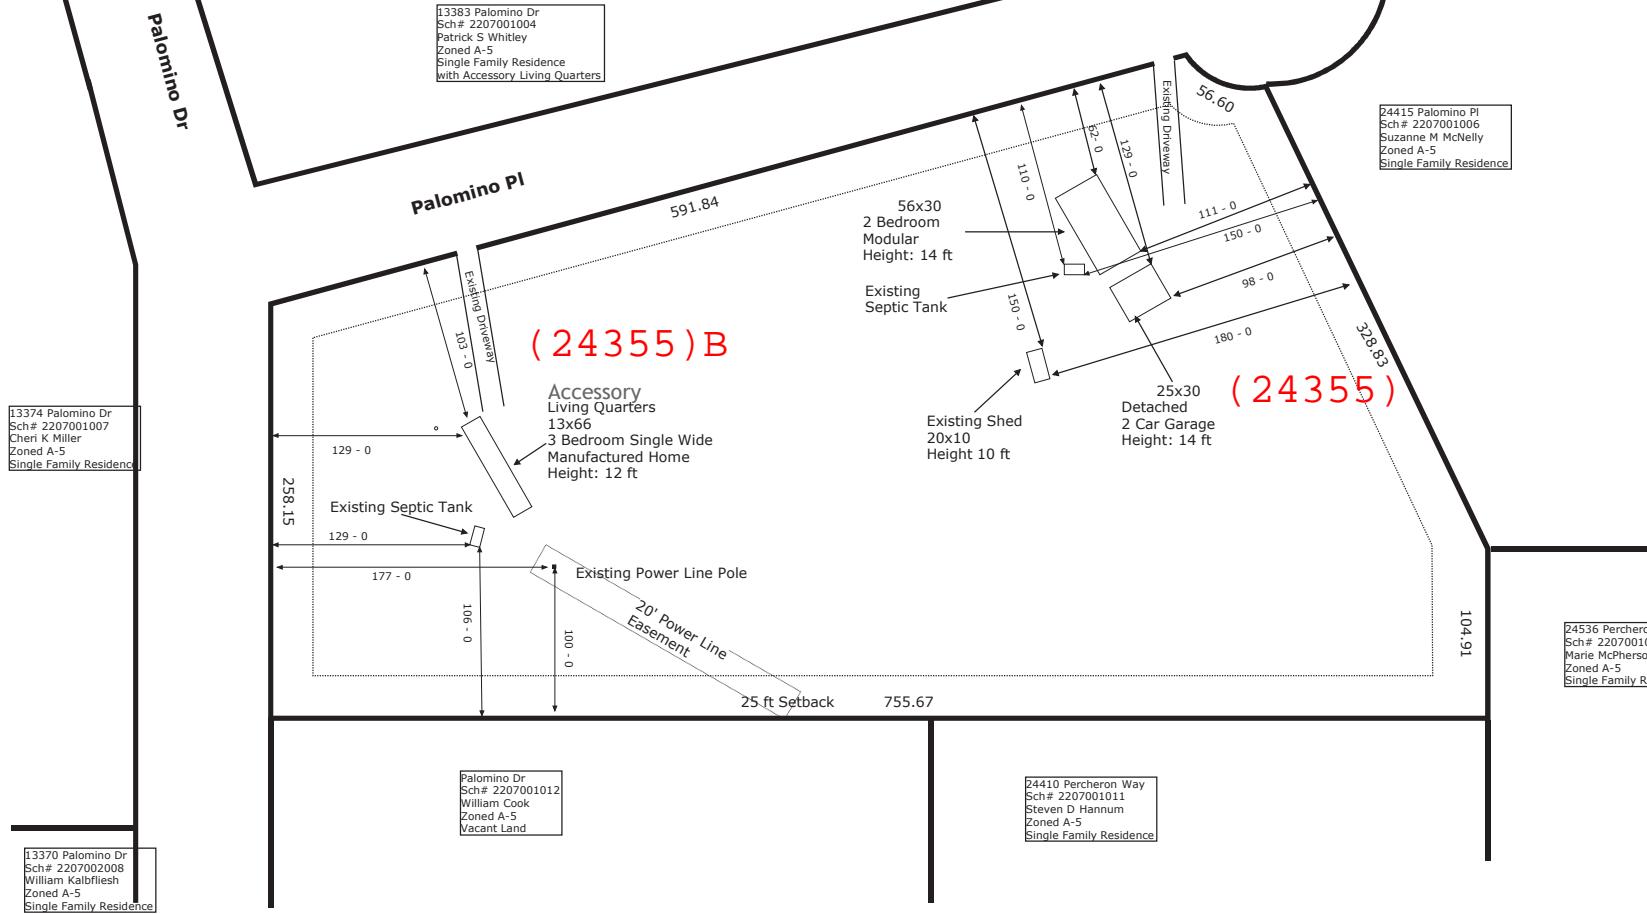 13383 Palomino Dr
Sch# 2207001004
Patrick S Whitley
Zoned A-5
Single Family Residence
with Accessory Living Quarters
Palomino Dr
Palomino Pl
591.84
56.60
Existing Driveway
24415 Palomino Pl
Sch# 2207001006
Suzanne M McNelly
Zoned A-5
Single Family Residence
62- 0
129 - 0
110 - 0
150 - 0
111 - 0
150 - 0
98 - 0
180 - 0
328.83
56x30
2 Bedroom
Modular
Height: 14 ft
Existing
Septic Tank
Existing Shed
20x10
Height 10 ft
25x30
Detached
2 Car Garage
Height: 14 ft
(24355)
Existing Driveway
103 - 0
(24355)B
Accessory
Living Quarters
13x66
3 Bedroom Single Wide
Manufactured Home
Height: 12 ft
13374 Palomino Dr
Sch# 2207001007
Cheri K Miller
Zoned A-5
Single Family Residence
129 - 0
258.15
Existing Septic Tank
129 - 0
177 - 0
Existing Power Line Pole
106 - 0
100 - 0
20' Power Line
Easement
25 ft Setback
755.67
104.91
24536 Perchero
Sch# 22070010
Marie McPherso
Zoned A-5
Single Family R
Palomino Dr
Sch# 2207001012
William Cook
Zoned A-5
Vacant Land
24410 Percheron Way
Sch# 2207001011
Steven D Hannum
Zoned A-5
Single Family Residence
13370 Palomino Dr
Sch# 2207002008
William Kalbfliesh
Zoned A-5
Single Family Residence